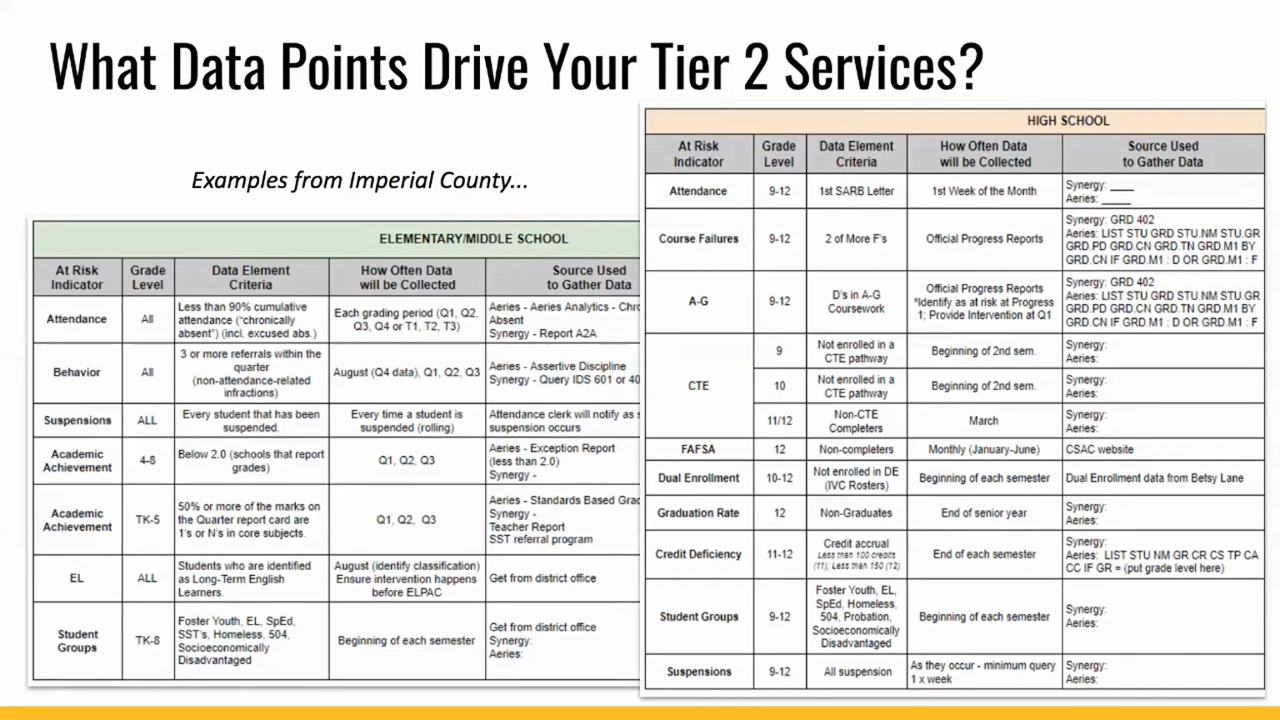 What Data Points Drive Your Tier 2 Services?
Examples from Imperial County...
ELEMENTARY/MIDDLE SCHOOL
At Risk Indicator
Grade Level
Data Element Criteria
How Often Data will be Collected
Source Used to Gather Data
Attendance
All
Less than 90% cumulative
attendance ("chronically
absent") (incl. excused abs.)
Each grading period (Q1, Q2,
Q3, Q4 or T1, T2, T3)
Aeries - Aeries Analytics -
Absent
Synergy - Report A2A
Behavior
All
3 or more referrals within the
quarter
(non-attendance-related
infractions)
August (Q4 data), Q1, Q2, Q3
Aeries - Assertive Discipline
Synergy - Query IDS 601 or 40
Suspensions
ALL
Every student that has been
suspended.
Every time a student is
suspended (rolling)
Attendance clerk will notify as
suspension occurs
Academic
Achievement
4-8
Below 2.0 (schools that report
grades)
Q1, Q2, Q3
Aeries - Exception Report
(less than 2.0)
Synergy -
Academic
Achievement
TK-5
50% or more of the marks on
the Quarter report card are
1's or N's in core subjects.
Q1, Q2, Q3
Aeries - Standards Based
Synergy -
Teacher Report
SST referral program
EL
ALL
Students who are identified
as Long-Term English
Learners.
August (identify classification)
Ensure intervention happens
before ELPAC
Get from district office
Student
Groups
TK-8
Foster Youth, EL, SpEd,
SST's, Homeless, 504,
Socioeconomically
Disadvantaged
Beginning of each semester
Get from district office
Synergy:
Aeries:
HIGH SCHOOL
At Risk
Indicator
Grade
Level
Data Element
Criteria
How Often Data
will be Collected
Source Used
to Gather Data
Attendance
9-12
1st SARB Letter
1st Week of the Month
Synergy: ____
Aeries: _____
Course Failures
9-12
2 of More F's
Official Progress Reports
Synergy: GRD 402
Aeries: LIST STU GRD STU.NM STU.GR
GRD.PD GRD.CN GRD.TN GRD.M1 BY
GRD.CN IF GRD.M1 : D OR GRD.M1 : F
A-G
9-12
D's in A-G
Coursework
Official Progress Reports
*Identify as at risk at Progress
1; Provide Intervention at Q1
Synergy: GRD 402
Aeries: LIST STU GRD STU.NM STU.GR
GRD.PD GRD.CN GRD.TN GRD.M1 BY
GRD.CN IF GRD.M1 : D OR GRD.M1 : F
CTE
9
Not enrolled in a
CTE pathway
Beginning of 2nd sem.
Synergy:
Aeries:
10
Not enrolled in a
CTE pathway
Beginning of 2nd sem.
Synergy:
Aeries:
11/12
Non-CTE
Completers
March
Synergy:
Aeries:
FAFSA
12
Non-completers
Monthly (January-June)
CSAC website
Dual Enrollment
10-12
Not enrolled in DE
(IVC Rosters)
Beginning of each semester
Dual Enrollment data from Betsy Lane
Graduation Rate
12
Non-Graduates
End of senior year
Synergy:
Aeries:
Credit Deficiency
11-12
Credit accrual
Less than 100 credits
(11), Less than 150 (12)
End of each semester
Synergy:
Aeries: LIST STU NM GR CR CS TP CA
CC IF GR = (put grade level here)
Student Groups
9-12
Foster Youth, EL,
SpEd, Homeless,
504, Probation,
Socioeconomically
Disadvantaged
Beginning of each semester
Synergy:
Aeries:
Suspensions
9-12
All suspension
As they occur - minimum query
1 x week
Synergy:
Aeries: